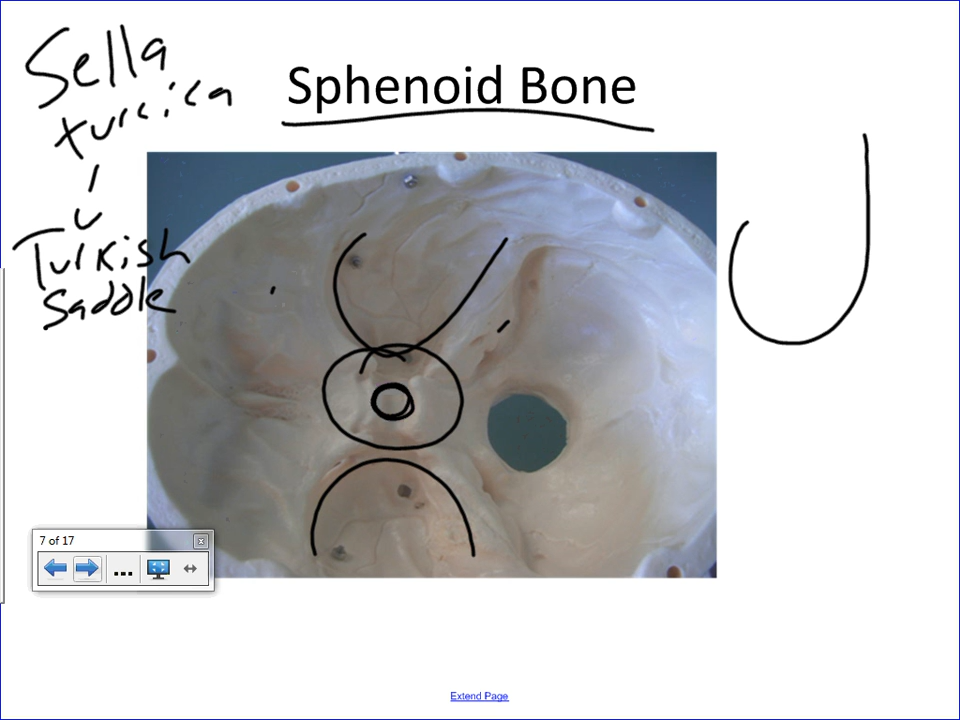 Sella
turcica
Turkish
Saddle
Sphenoid Bone
7 of 17
...
Extend Page